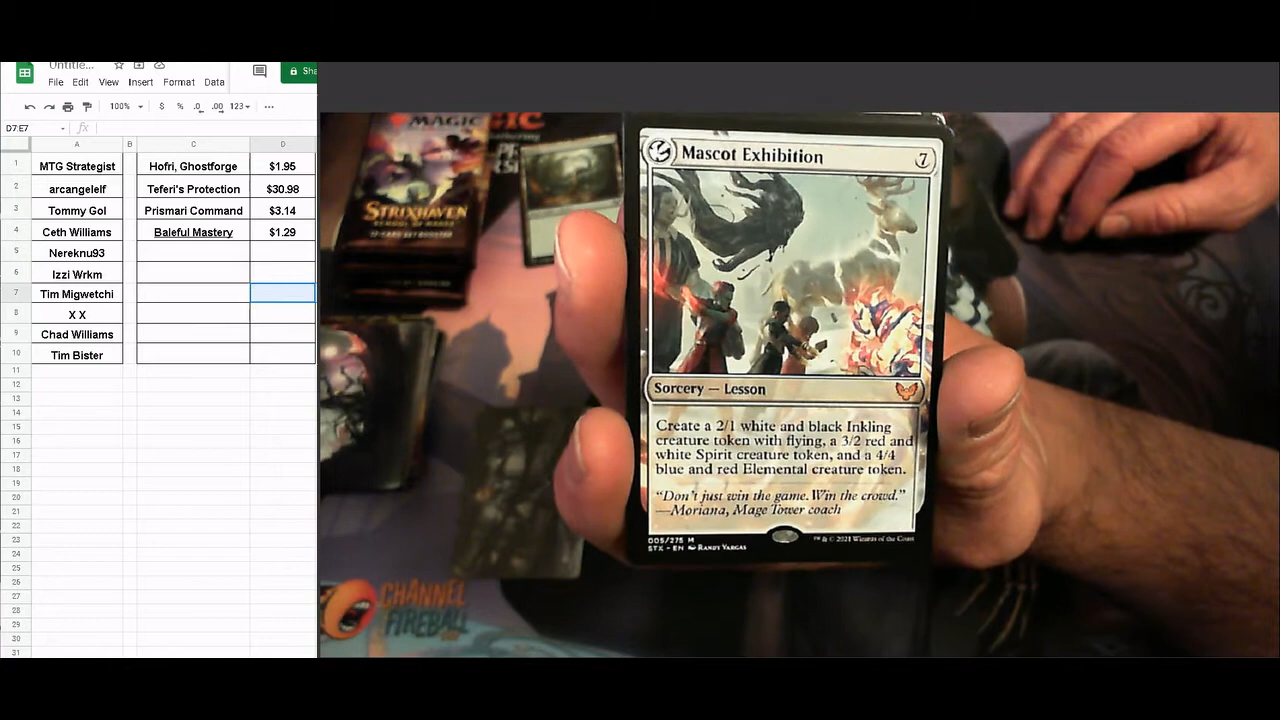 Untitle...
File Edit View Insert Format Data
Sha
100% $ % .0 .00 123 ...
D7:E7 fx
A B C D
1 MTG Strategist Hofri, Ghostforge $1.95
2 arcangelelf Teferi's Protection $30.98
3 Tommy Gol Prismari Command $3.14
4 Ceth Williams Baleful Mastery $1.29
5 Nereknu93
6 Izzi Wrkm
7 Tim Migwetchi
8 X X
9 Chad Williams
10 Tim Bister
11
12
13
14
15
16
17
18
19
20
21
22
23
24
25
26
27
28
29
30
31
MAGIC
STRIXHAVEN
SCHOOL OF MAGES
Mascot Exhibition 7
Sorcery — Lesson
Create a 2/1 white and black Inkling
creature token with flying, a 3/2 red and
white Spirit creature token, and a 4/4
blue and red Elemental creature token.
“Don't just win the game. Win the crowd.”
—Moriana, Mage Tower coach
005/275 M
STX • EN Randy Vargas
™ & © 2021 Wizards of the Coast
CHANNEL
FIREBALL